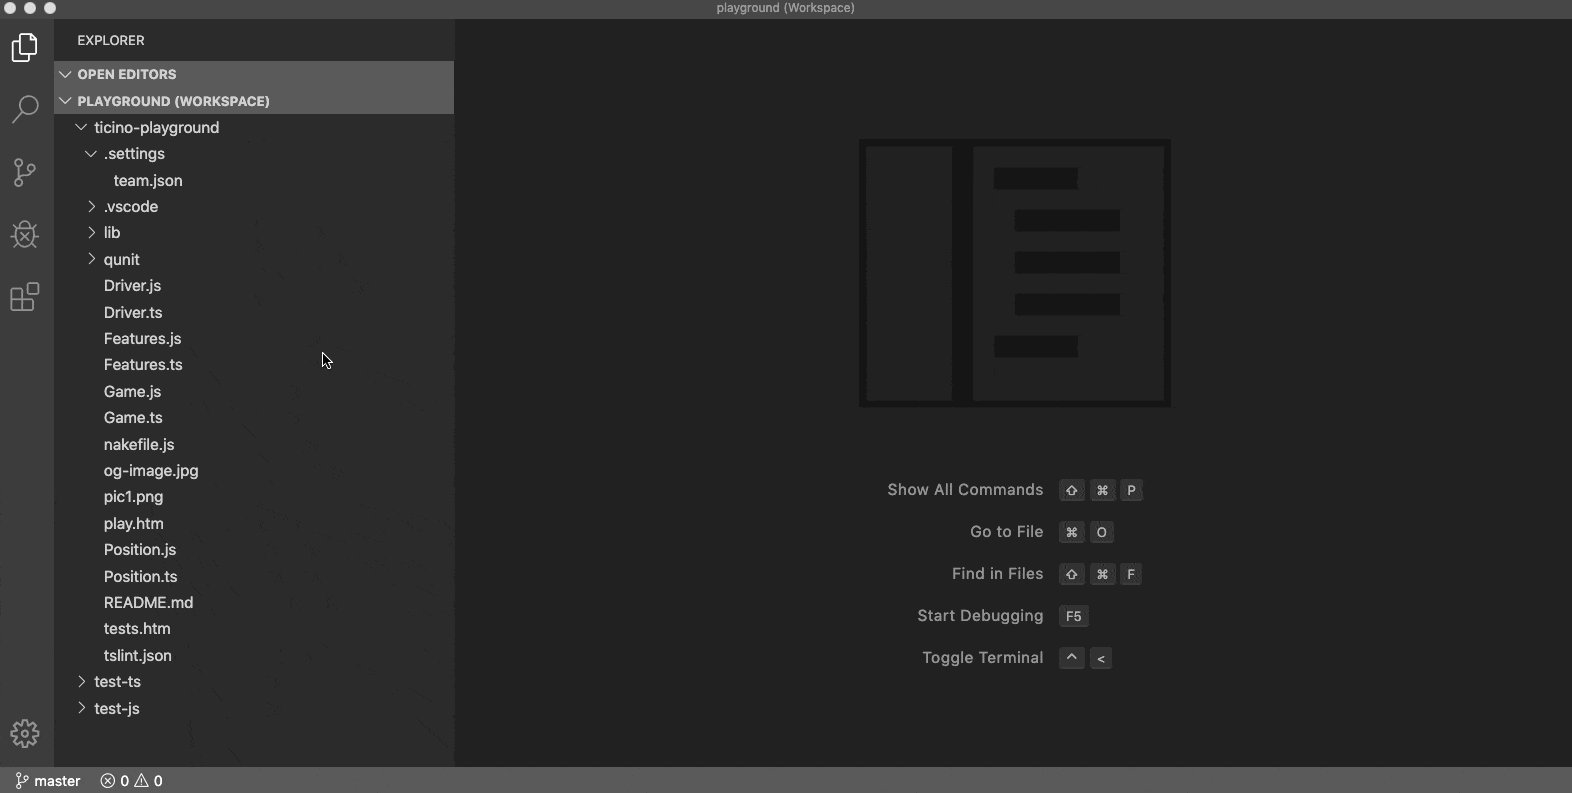 playground (Workspace)
EXPLORER
OPEN EDITORS
PLAYGROUND (WORKSPACE)
ticino-playground
.settings
team.json
.vscode
lib
qunit
Driver.js
Driver.ts
Features.js
Features.ts
Game.js
Game.ts
nakefile.js
og-image.jpg
pic1.png
play.htm
Position.js
Position.ts
README.md
tests.htm
tslint.json
test-ts
test-js
Show All Commands ⇧ ⌘ P
Go to File ⌘ O
Find in Files ⇧ ⌘ F
Start Debugging F5
Toggle Terminal ^ <
master 0 0